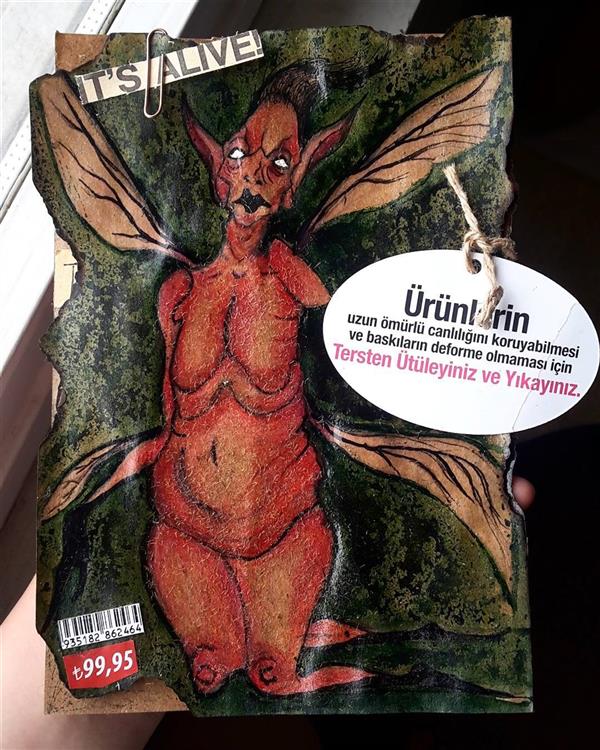 IT'S ALIVE!
Ürünlerin
uzun ömürlü canlılığını koruyabilmesi
ve baskıların deforme olmaması için
Tersten Ütüleyiniz ve Yıkayınız.
935182 862464
₺99,95